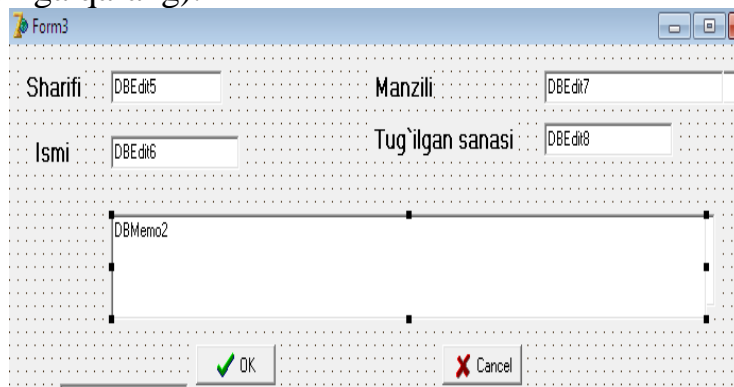 Form3
Sharifi DBEdit5 Manzili DBEdit7
Ismi DBEdit6 Tug`ilgan sanasi DBEdit8
DBMemo2
OK Cancel